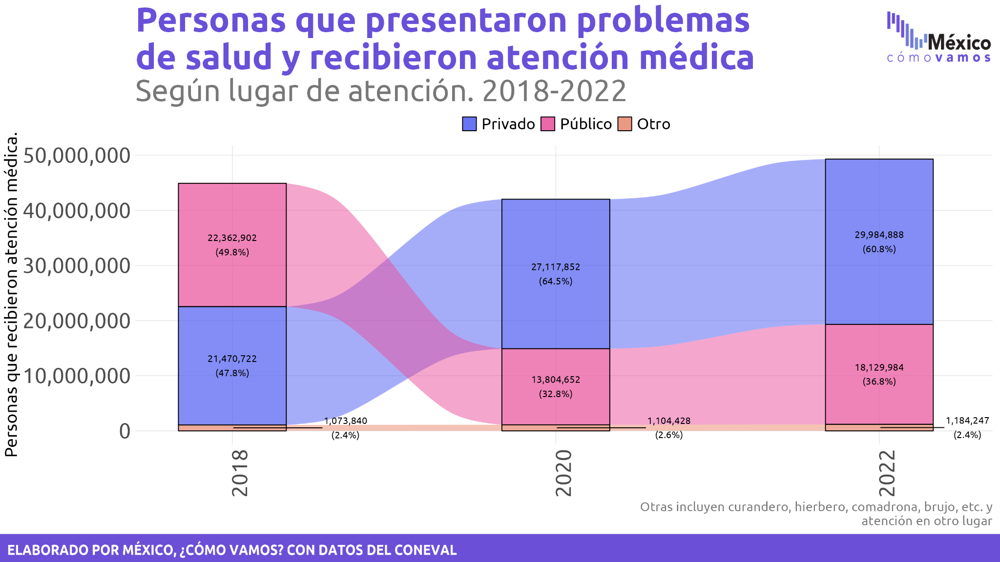 Personas que presentaron problemas
de salud y recibieron atención médica
Según lugar de atención. 2018-2022
México
cómovamos
Privado Público Otro
Personas que recibieron atención médica.
50,000,000
40,000,000
30,000,000
20,000,000
10,000,000
0
22,362,902
(49.8%)
21,470,722
(47.8%)
1,073,840
(2.4%)
27,117,852
(64.5%)
13,804,652
(32.8%)
1,104,428
(2.6%)
29,984,888
(60.8%)
18,129,984
(36.8%)
1,184,247
(2.4%)
2018
2020
2022
Otras incluyen curandero, hierbero, comadrona, brujo, etc. y
atención en otro lugar
ELABORADO POR MÉXICO, ¿CÓMO VAMOS? CON DATOS DEL CONEVAL